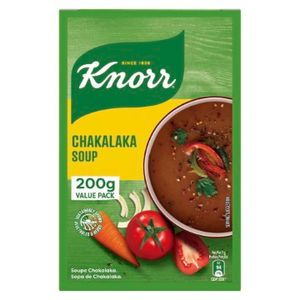 SINCE 1838
Knorr
CHAKALAKA
SOUP
200g
VALUE PACK
Soupe Chakalaka.
Sopa de Chakalaka.